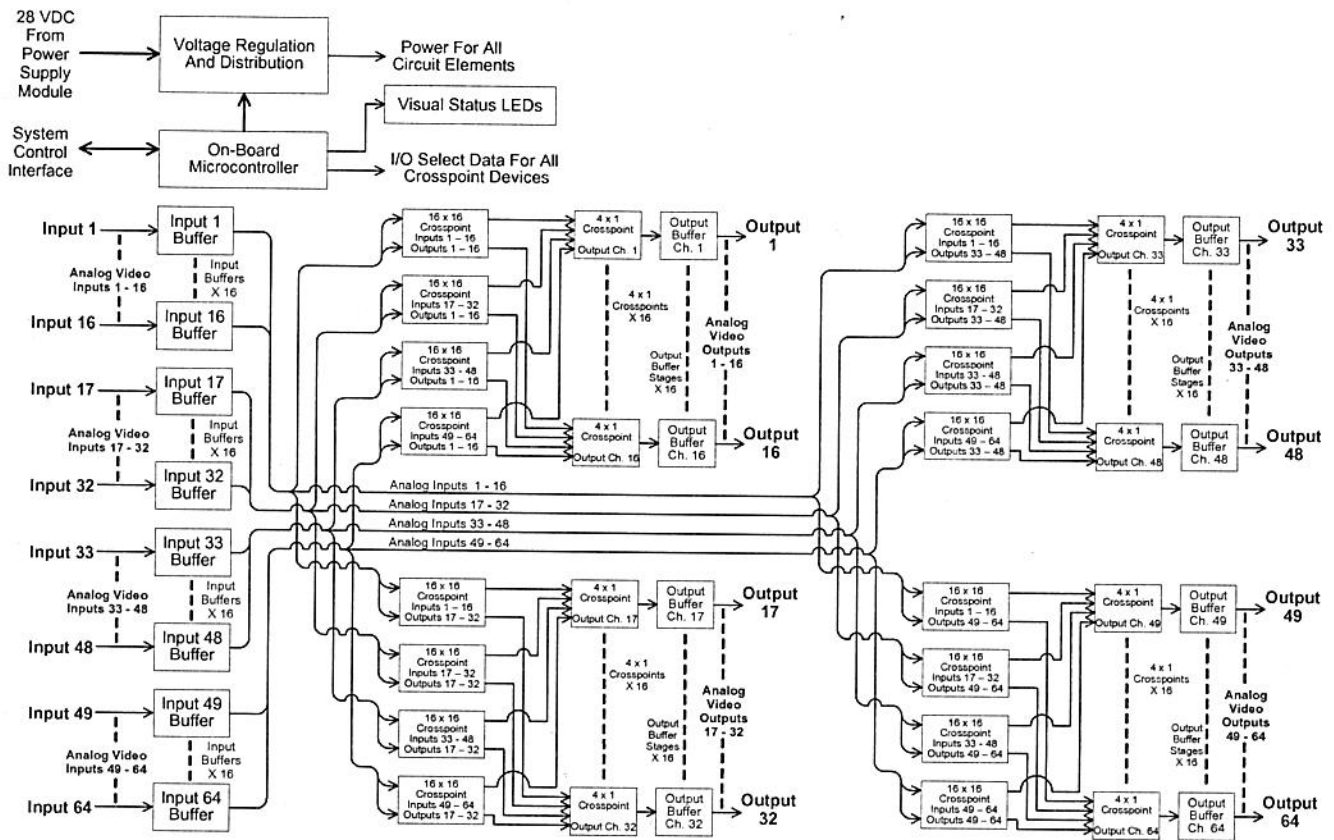 28 VDC
From
Power
Supply
Module
Voltage Regulation
And Distribution
Power For All
Circuit Elements
Visual Status LEDs
System
Control
Interface
On-Board
Microcontroller
I/O Select Data For All
Crosspoint Devices
Input 1
Input 1
Buffer
Analog Video
Inputs 1 - 16
Input
Buffers
X 16
Input 16
Input 16
Buffer
Input 17
Input 17
Buffer
Analog Video
Inputs 17 - 32
Input
Buffers
X 16
Input 32
Input 32
Buffer
Input 33
Input 33
Buffer
Analog Video
Inputs 33 - 48
Input
Buffers
X 16
Input 48
Input 48
Buffer
Input 49
Input 49
Buffer
Analog Video
Inputs 49 - 64
Input
Buffers
X 16
Input 64
Input 64
Buffer
16 x 16
Crosspoint
Inputs 1 – 16
Outputs 1 – 16
16 x 16
Crosspoint
Inputs 17 – 32
Outputs 1 – 16
16 x 16
Crosspoint
Inputs 33 - 48
Outputs 1 – 16
16 x 16
Crosspoint
Inputs 49 – 64
Outputs 1 – 16
4 x 1
Crosspoint
Output Ch. 1
Output
Buffer
Ch. 1
Output
1
4 x 1
Crosspoints
X 16
Output
Buffer
Stages
X 16
Analog
Video
Outputs
1 - 16
4 x 1
Crosspoint
Output Ch. 16
Output
Buffer
Ch. 16
Output
16
Analog Inputs 1 - 16
Analog Inputs 17 - 32
Analog Inputs 33 - 48
Analog Inputs 49 - 64
16 x 16
Crosspoint
Inputs 1 – 16
Outputs 17 – 32
16 x 16
Crosspoint
Inputs 17 – 32
Outputs 17 – 32
16 x 16
Crosspoint
Inputs 33 - 48
Outputs 17 – 32
16 x 16
Crosspoint
Inputs 49 – 64
Outputs 17 – 32
4 x 1
Crosspoint
Output Ch. 17
Output
Buffer
Ch. 17
Output
17
4 x 1
Crosspoints
X 16
Output
Buffer
Stages
X 16
Analog
Video
Outputs
17 - 32
4 x 1
Crosspoint
Output Ch. 32
Output
Buffer
Ch. 32
Output
32
16 x 16
Crosspoint
Inputs 1 – 16
Outputs 33 – 48
16 x 16
Crosspoint
Inputs 17 – 32
Outputs 33 – 48
16 x 16
Crosspoint
Inputs 33 - 48
Outputs 33 – 48
16 x 16
Crosspoint
Inputs 49 – 64
Outputs 33 – 48
4 x 1
Crosspoint
Output Ch. 33
Output
Buffer
Ch. 33
Output
33
4 x 1
Crosspoints
X 16
Output
Buffer
Stages
X 16
Analog
Video
Outputs
33 - 48
4 x 1
Crosspoint
Output Ch. 48
Output
Buffer
Ch. 48
Output
48
16 x 16
Crosspoint
Inputs 1 – 16
Outputs 49 – 64
16 x 16
Crosspoint
Inputs 17 – 32
Outputs 49 – 64
16 x 16
Crosspoint
Inputs 33 - 48
Outputs 49 – 64
16 x 16
Crosspoint
Inputs 49 – 64
Outputs 49 – 64
4 x 1
Crosspoint
Output Ch. 49
Output
Buffer
Ch. 49
Output
49
4 x 1
Crosspoints
X 16
Output
Buffer
Stages
X 16
Analog
Video
Outputs
49 - 64
4 x 1
Crosspoint
Output Ch. 64
Output
Buffer
Ch. 64
Output
64